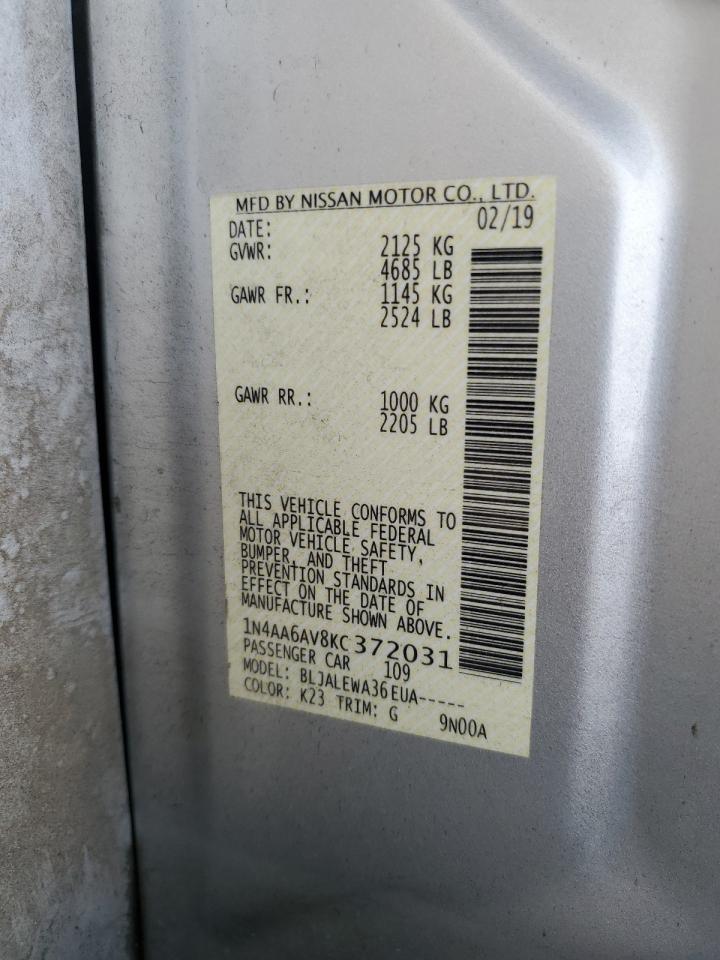 MFD BY NISSAN MOTOR CO., LTD.
DATE: 02/19
GVWR: 2125 KG
4685 LB
GAWR FR.: 1145 KG
2524 LB
GAWR RR.: 1000 KG
2205 LB
THIS VEHICLE CONFORMS TO
ALL APPLICABLE FEDERAL
MOTOR VEHICLE SAFETY,
BUMPER, AND THEFT
PREVENTION STANDARDS IN
EFFECT ON THE DATE OF
MANUFACTURE SHOWN ABOVE.
1N4AA6AV8KC372031
PASSENGER CAR 109
MODEL: BLJALEWA36EUA-----
COLOR: K23 TRIM: G 9N00A